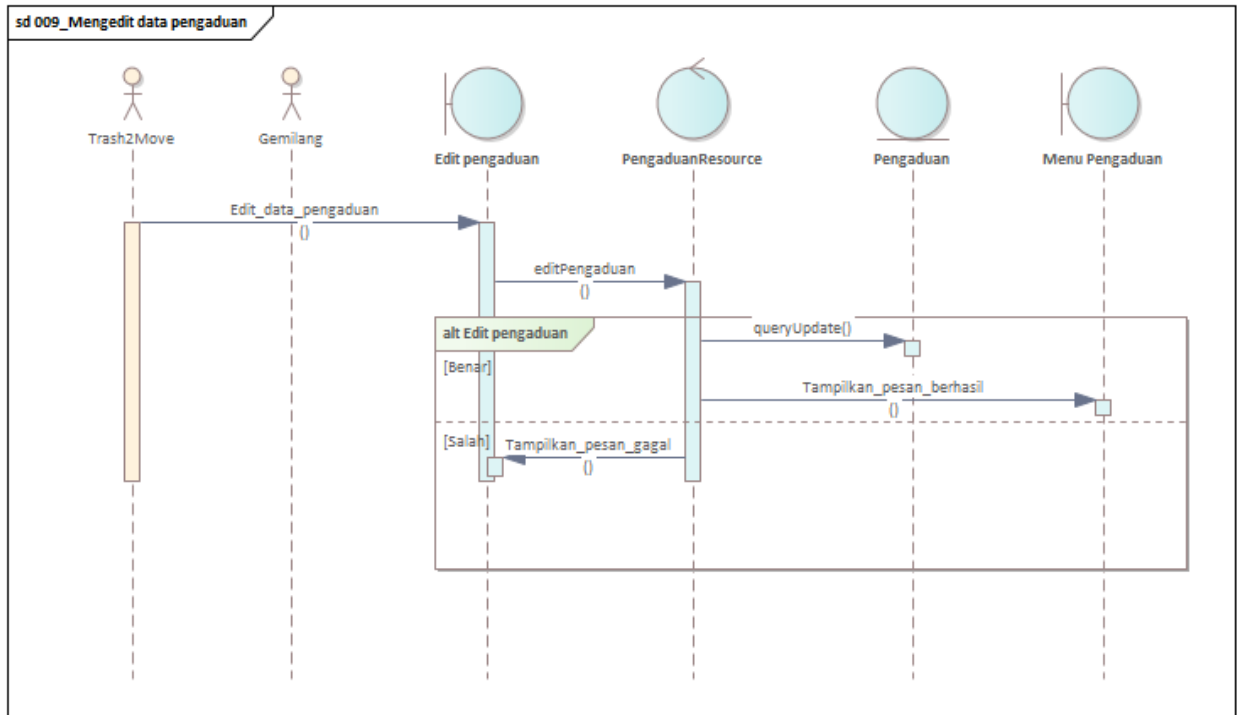 sd 009_Mengedit data pengaduan
Trash2Move
Gemilang
Edit pengaduan
PengaduanResource
Pengaduan
Menu Pengaduan
Edit_data_pengaduan
()
editPengaduan
()
alt Edit pengaduan
queryUpdate()
[Benar]
Tampilkan_pesan_berhasil
()
[Salah]
Tampilkan_pesan_gagal
()